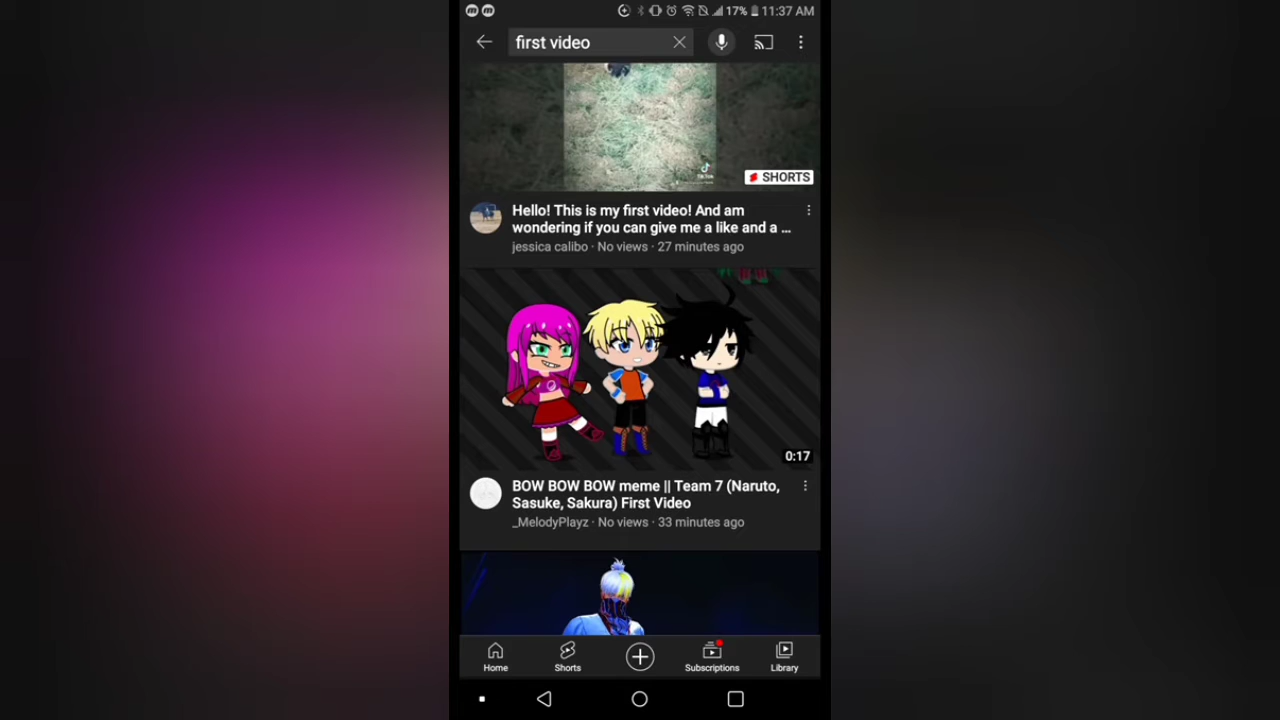 17% 11:37 AM
first video
TikTok
SHORTS
Hello! This is my first video! And am
wondering if you can give me a like and a ...
jessica calibo · No views · 27 minutes ago
0:17
BOW BOW BOW meme || Team 7 (Naruto,
Sasuke, Sakura) First Video
_MelodyPlayz · No views · 33 minutes ago
Home Shorts Subscriptions Library